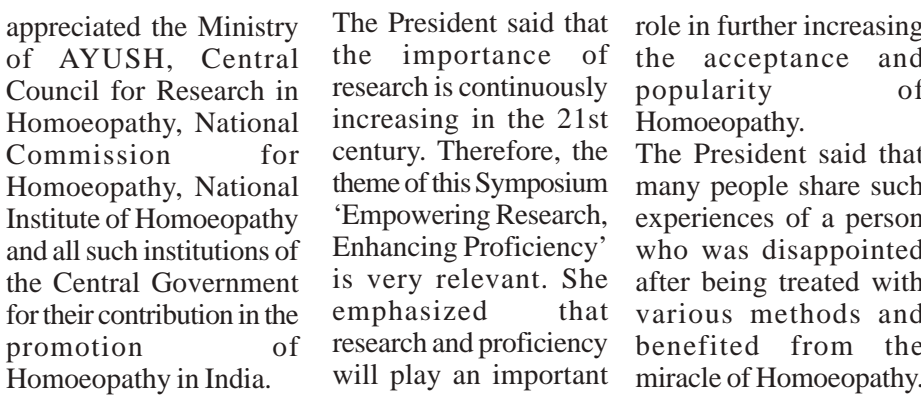 appreciated the Ministry
of AYUSH, Central
Council for Research in
Homoeopathy, National
Commission for
Homoeopathy, National
Institute of Homoeopathy
and all such institutions of
the Central Government
for their contribution in the
promotion of
Homoeopathy in India.
The President said that
the importance of
research is continuously
increasing in the 21st
century. Therefore, the
theme of this Symposium
‘Empowering Research,
Enhancing Proficiency’
is very relevant. She
emphasized that
research and proficiency
will play an important
role in further increasing
the acceptance and
popularity of
Homoeopathy.
The President said that
many people share such
experiences of a person
who was disappointed
after being treated with
various methods and
benefited from the
miracle of Homoeopathy.